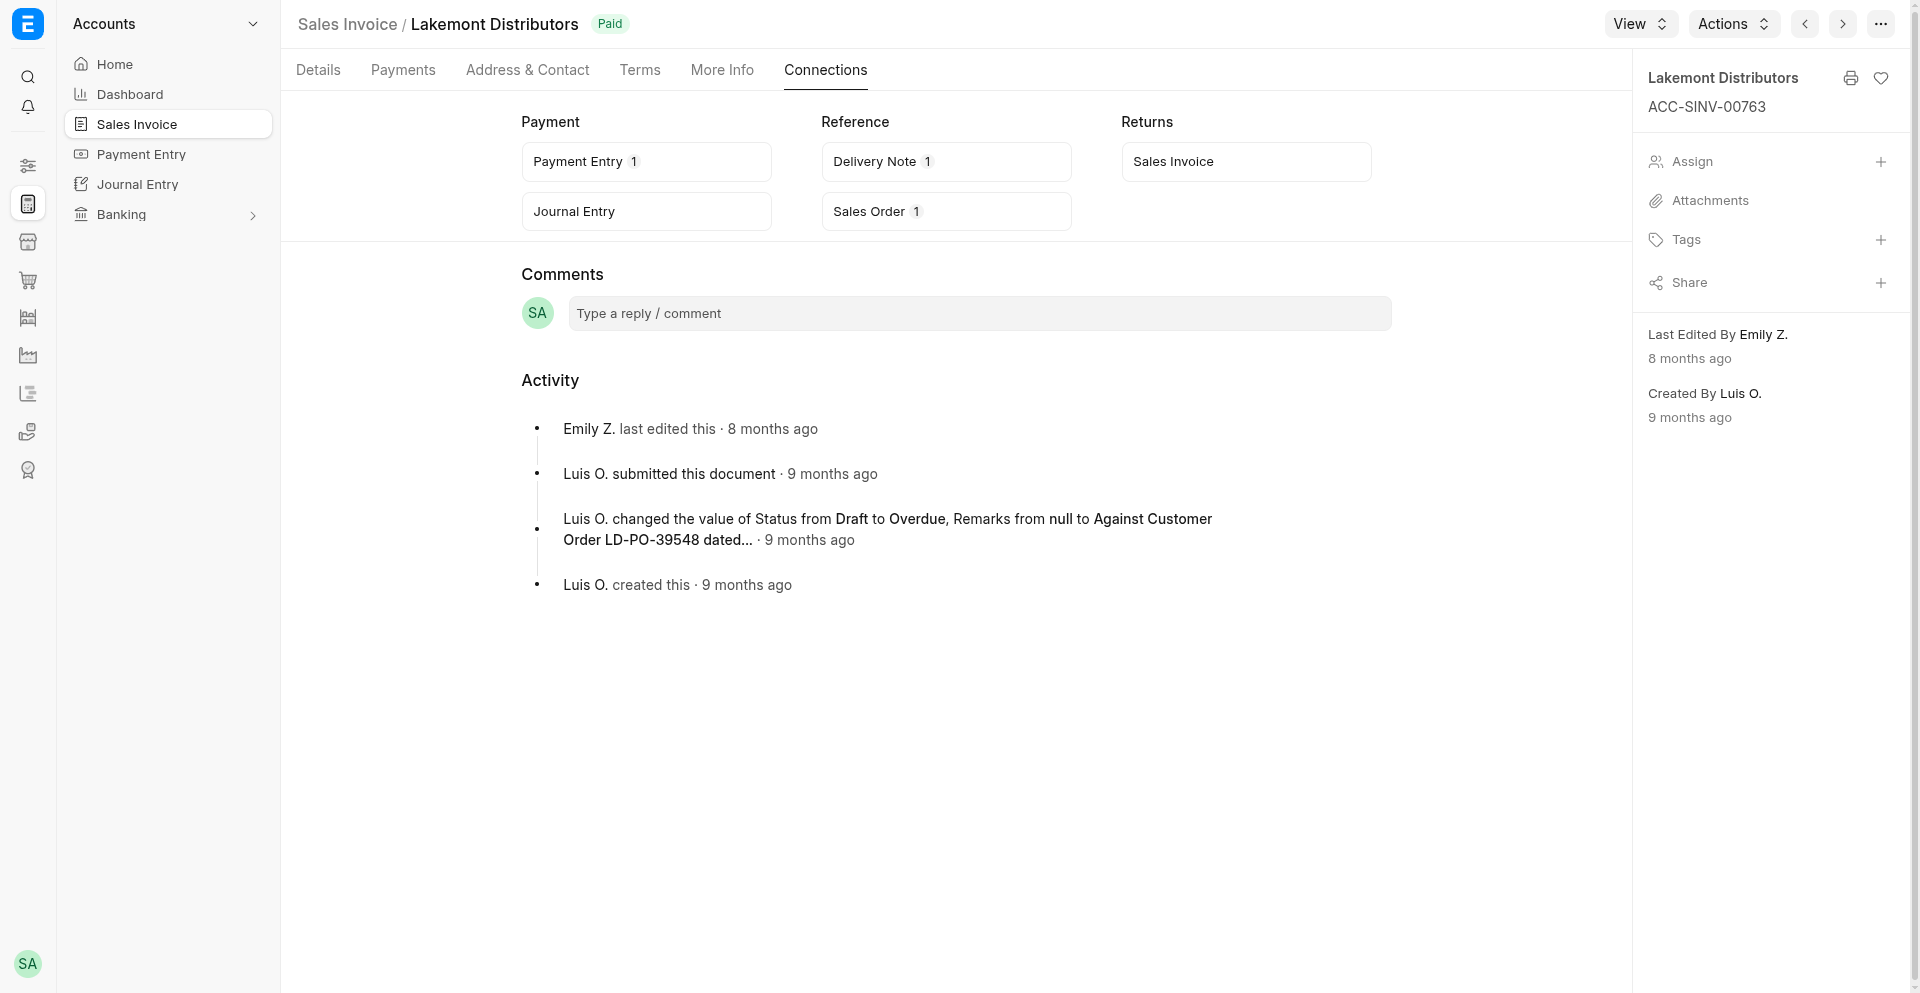 Accounts
Home
Dashboard
Sales Invoice
Payment Entry
Journal Entry
Banking
SA
Sales Invoice / Lakemont Distributors Paid
View Actions
Details Payments Address & Contact Terms More Info Connections
Payment Reference Returns
Payment Entry 1 Delivery Note 1 Sales Invoice
Journal Entry Sales Order 1
Comments
SA Type a reply / comment
Activity
Emily Z. last edited this · 8 months ago
Luis O. submitted this document · 9 months ago
Luis O. changed the value of Status from Draft to Overdue, Remarks from null to Against Customer
Order LD-PO-39548 dated... · 9 months ago
Luis O. created this · 9 months ago
Lakemont Distributors
ACC-SINV-00763
Assign
Attachments
Tags
Share
Last Edited By Emily Z.
8 months ago
Created By Luis O.
9 months ago